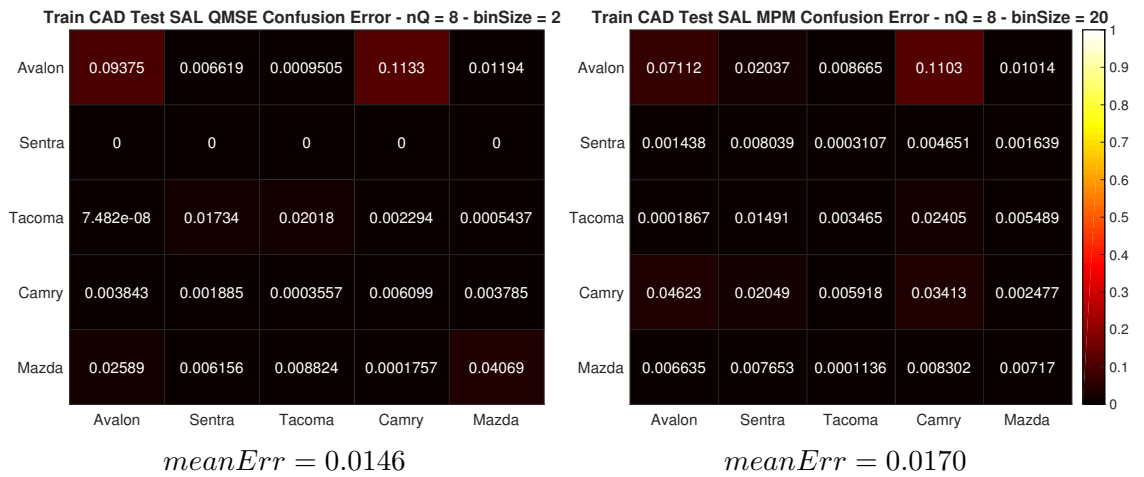 Train CAD Test SAL QMSE Confusion Error - nQ = 8 - binSize = 2
Avalon 0.09375 0.006619 0.0009505 0.1133 0.01194
Sentra 0 0 0 0 0
Tacoma 7.482e-08 0.01734 0.02018 0.002294 0.0005437
Camry 0.003843 0.001885 0.0003557 0.006099 0.003785
Mazda 0.02589 0.006156 0.008824 0.0001757 0.04069
Avalon Sentra Tacoma Camry Mazda
meanErr = 0.0146
Train CAD Test SAL MPM Confusion Error - nQ = 8 - binSize = 20
Avalon 0.07112 0.02037 0.008665 0.1103 0.01014
Sentra 0.001438 0.008039 0.0003107 0.004651 0.001639
Tacoma 0.0001867 0.01491 0.003465 0.02405 0.005489
Camry 0.04623 0.02049 0.005918 0.03413 0.002477
Mazda 0.006635 0.007653 0.0001136 0.008302 0.00717
Avalon Sentra Tacoma Camry Mazda
1
0.9
0.8
0.7
0.6
0.5
0.4
0.3
0.2
0.1
0
meanErr = 0.0170